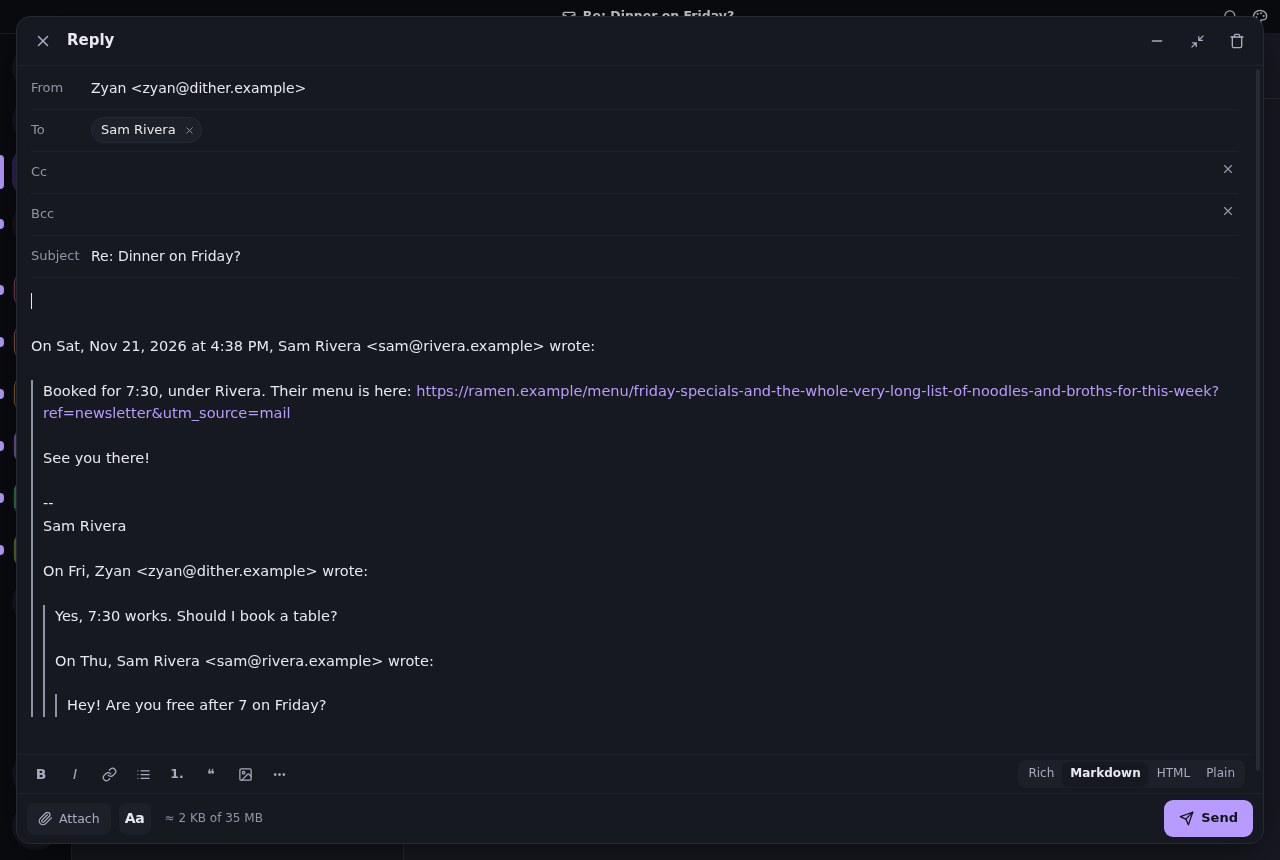 Re: Dinner on Friday?
Reply
From Zyan <zyan@dither.example>
To Sam Rivera
Cc
Bcc
Subject Re: Dinner on Friday?
On Sat, Nov 21, 2026 at 4:38 PM, Sam Rivera <sam@rivera.example> wrote:
Booked for 7:30, under Rivera. Their menu is here: https://ramen.example/menu/friday-specials-and-the-whole-very-long-list-of-noodles-and-broths-for-this-week?
ref=newsletter&utm_source=mail
See you there!
--
Sam Rivera
On Fri, Zyan <zyan@dither.example> wrote:
Yes, 7:30 works. Should I book a table?
On Thu, Sam Rivera <sam@rivera.example> wrote:
Hey! Are you free after 7 on Friday?
B I 1. ❝ Rich Markdown HTML Plain
Attach Aa ≈ 2 KB of 35 MB Send